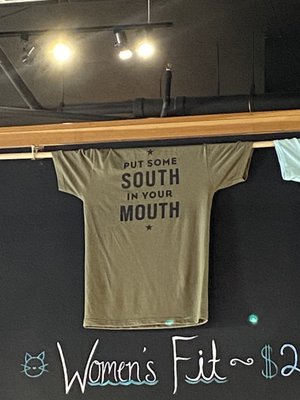 PUT SOME
SOUTH
IN YOUR
MOUTH
Women's Fit ~ $2